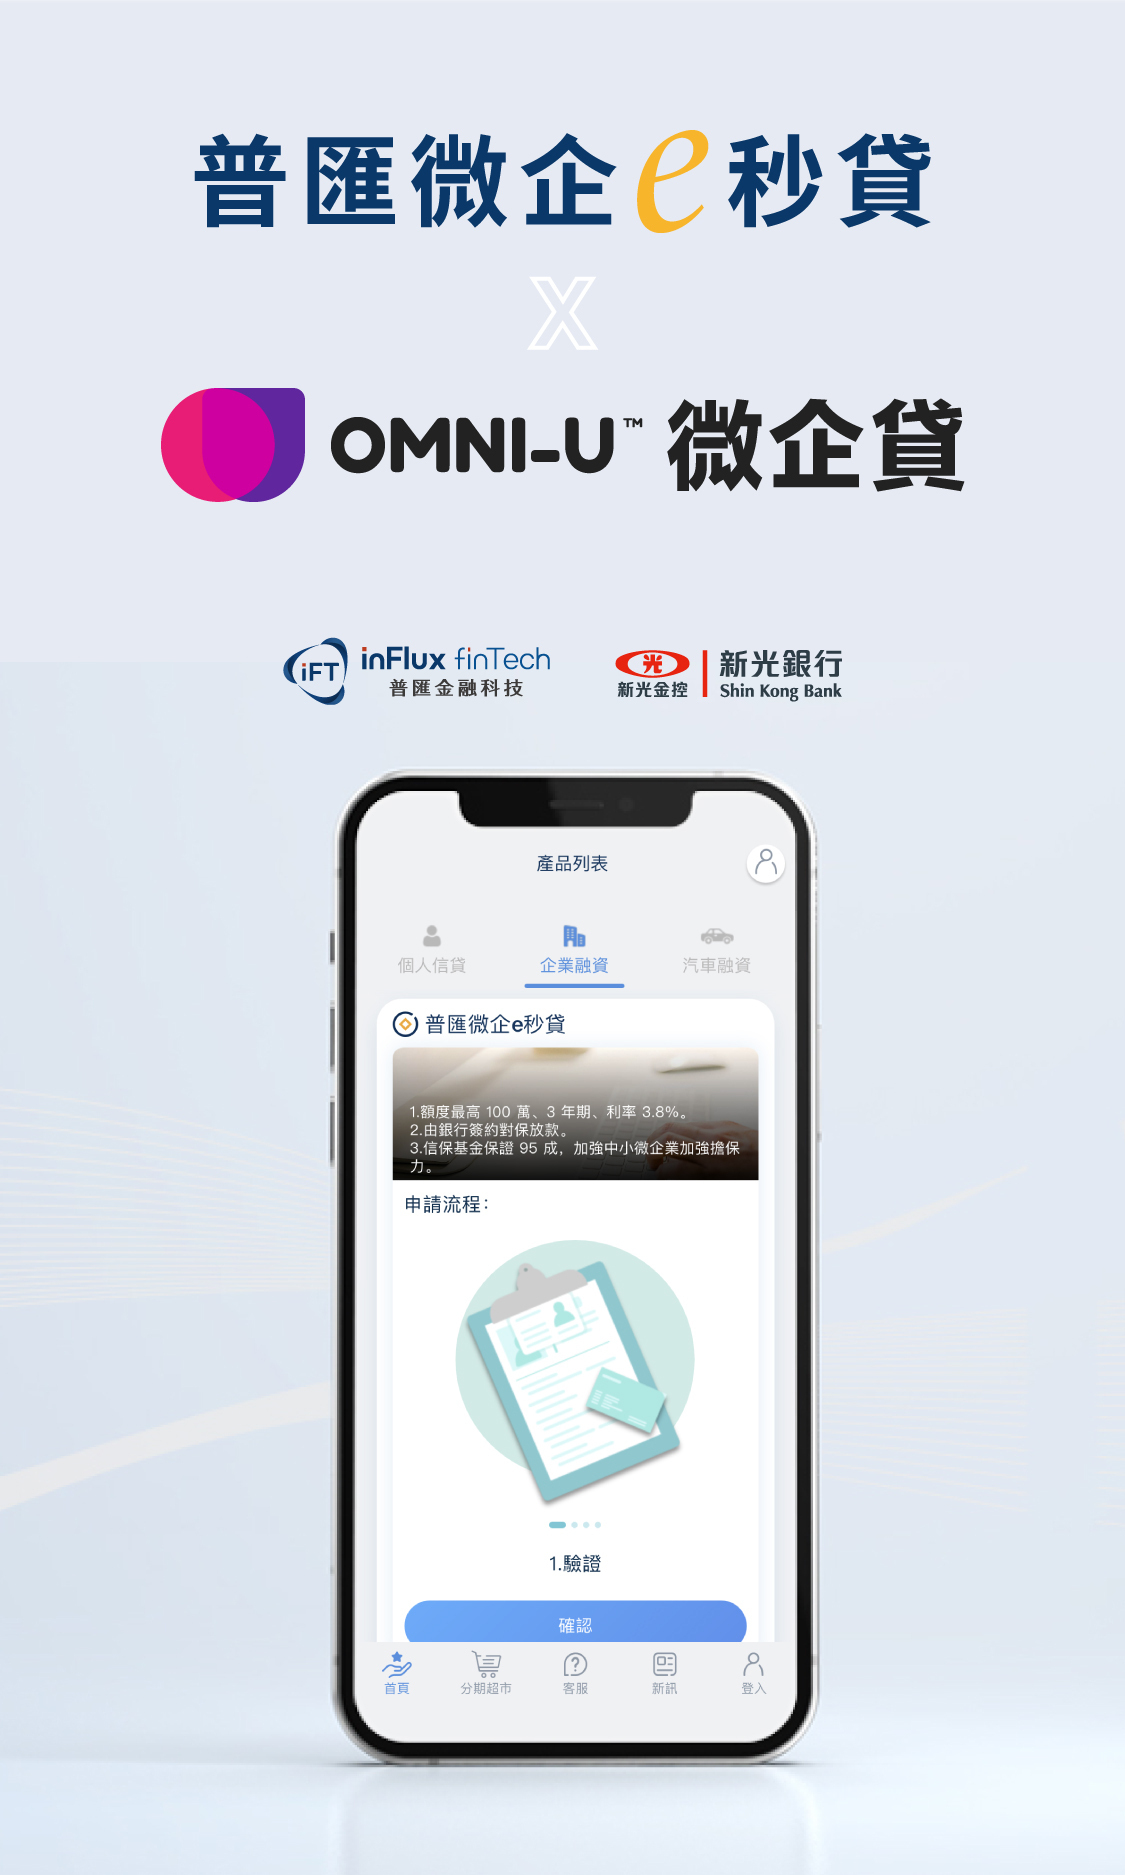 普匯微企e秒貸
X
OMNI-U™ 微企貸
iFT inFlux finTech
普匯金融科技
光 新光銀行
新光金控 Shin Kong Bank
產品列表
個人信貸 企業融資 汽車融資
普匯微企e秒貸
1.額度最高 100 萬、3 年期、利率 3.8%。
2.由銀行簽約對保放款。
3.信保基金保證 95 成，加強中小微企業加強擔保
力。
申請流程：
1.驗證
確認
首頁 分期超市 客服 新訊 登入